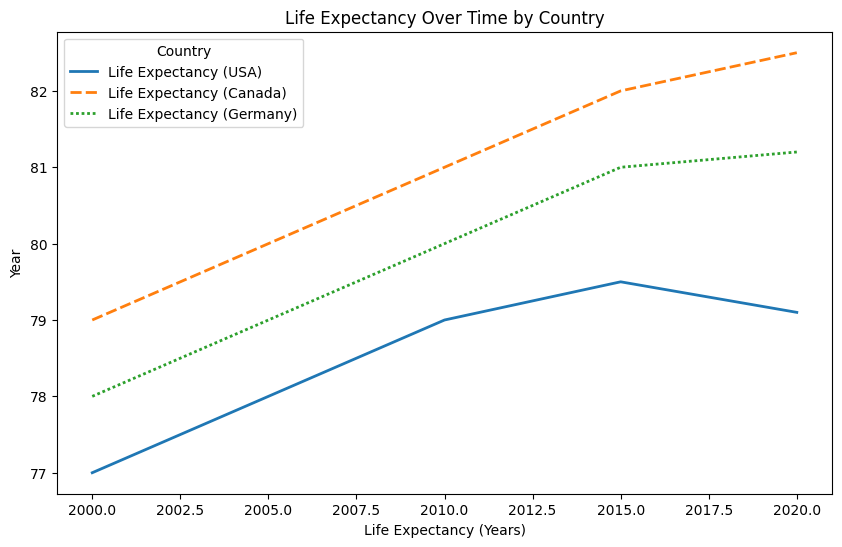 Life Expectancy Over Time by Country
Country
Life Expectancy (USA)
Life Expectancy (Canada)
Life Expectancy (Germany)
Year
82
81
80
79
78
77
2000.0 2002.5 2005.0 2007.5 2010.0 2012.5 2015.0 2017.5 2020.0
Life Expectancy (Years)